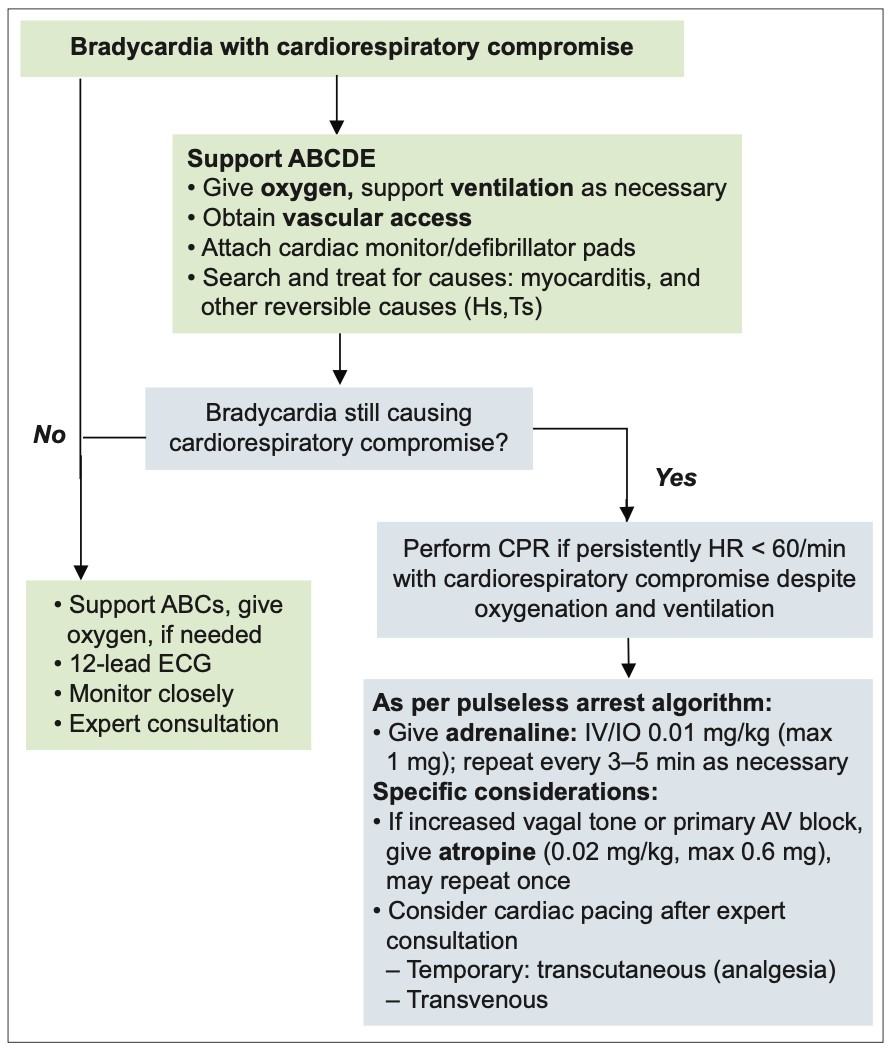 Bradycardia with cardiorespiratory compromise
Support ABCDE
• Give oxygen, support ventilation as necessary
• Obtain vascular access
• Attach cardiac monitor/defibrillator pads
• Search and treat for causes: myocarditis, and
other reversible causes (Hs,Ts)
Bradycardia still causing
cardiorespiratory compromise?
No
Yes
• Support ABCs, give
oxygen, if needed
• 12-lead ECG
• Monitor closely
• Expert consultation
Perform CPR if persistently HR < 60/min
with cardiorespiratory compromise despite
oxygenation and ventilation
As per pulseless arrest algorithm:
• Give adrenaline: IV/IO 0.01 mg/kg (max
1 mg); repeat every 3–5 min as necessary
Specific considerations:
• If increased vagal tone or primary AV block,
give atropine (0.02 mg/kg, max 0.6 mg),
may repeat once
• Consider cardiac pacing after expert
consultation
– Temporary: transcutaneous (analgesia)
– Transvenous